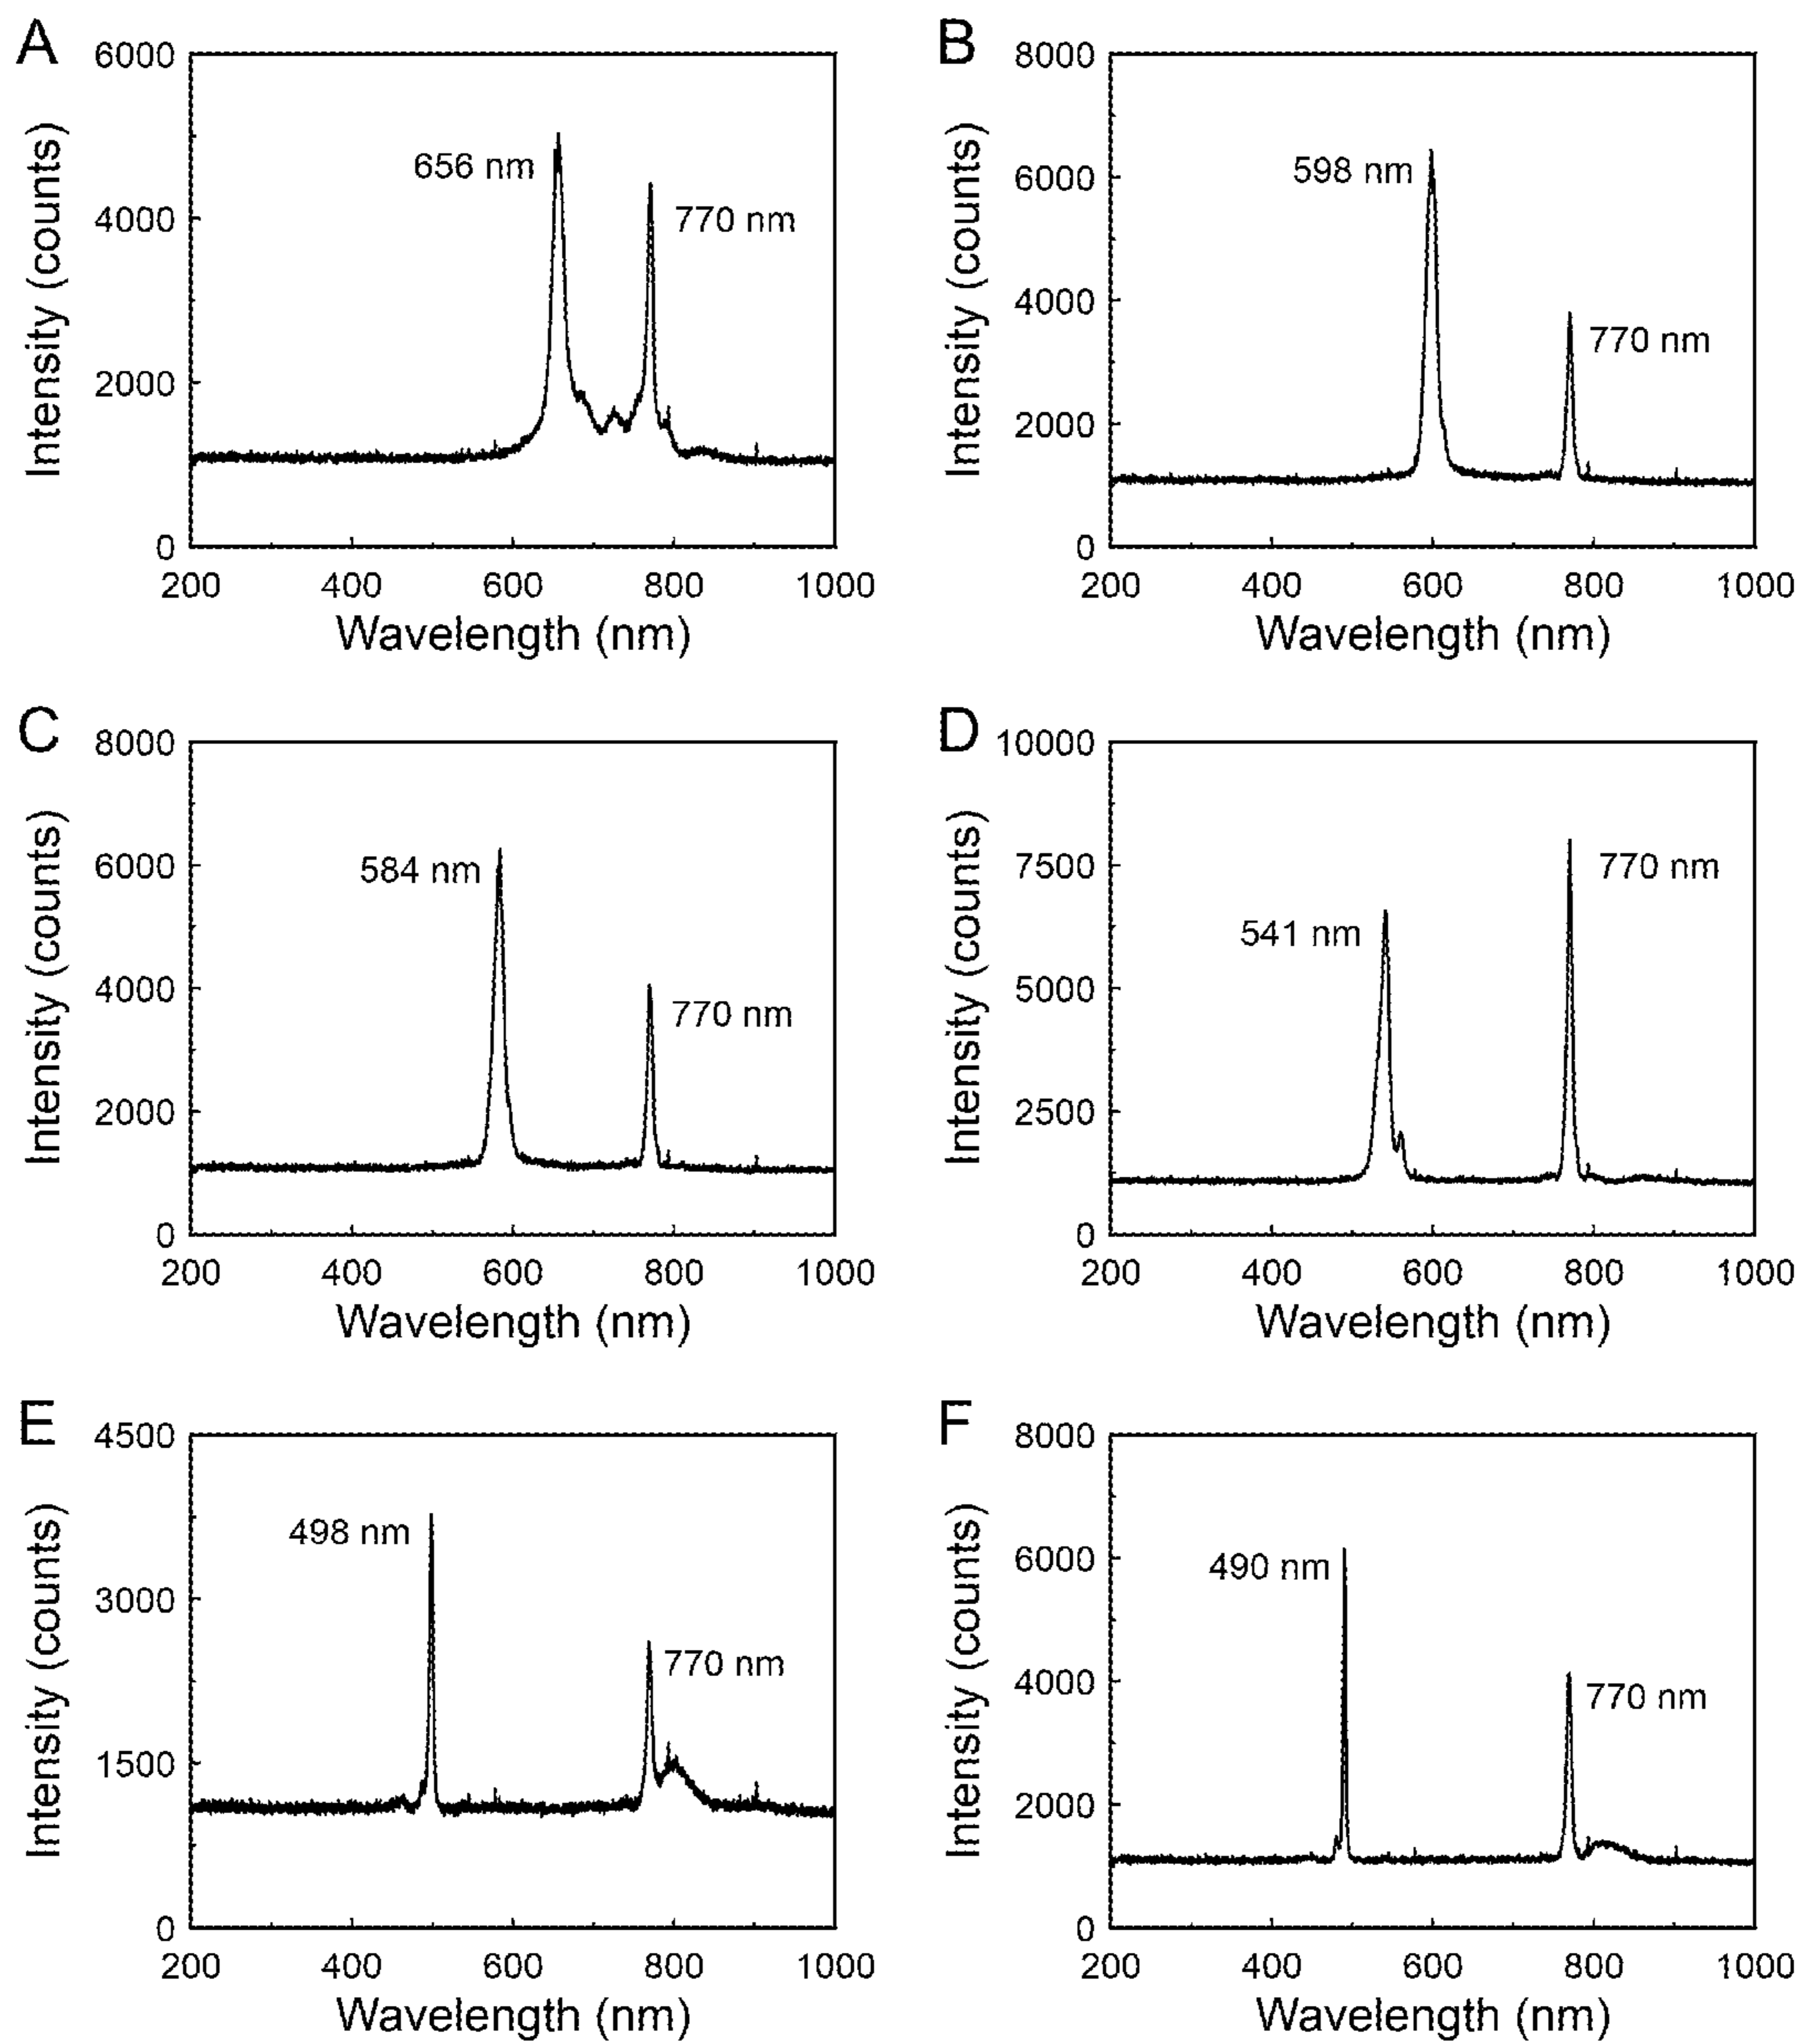 A
6000
4000
2000
0
Intensity (counts)
656 nm
770 nm
200 400 600 800 1000
Wavelength (nm)
B
8000
6000
4000
2000
0
Intensity (counts)
598 nm
770 nm
200 400 600 800 1000
Wavelength (nm)
C
8000
6000
4000
2000
0
Intensity (counts)
584 nm
770 nm
200 400 600 800 1000
Wavelength (nm)
D
10000
7500
5000
2500
0
Intensity (counts)
541 nm
770 nm
200 400 600 800 1000
Wavelength (nm)
E
4500
3000
1500
0
Intensity (counts)
498 nm
770 nm
200 400 600 800 1000
Wavelength (nm)
F
8000
6000
4000
2000
0
Intensity (counts)
490 nm
770 nm
200 400 600 800 1000
Wavelength (nm)